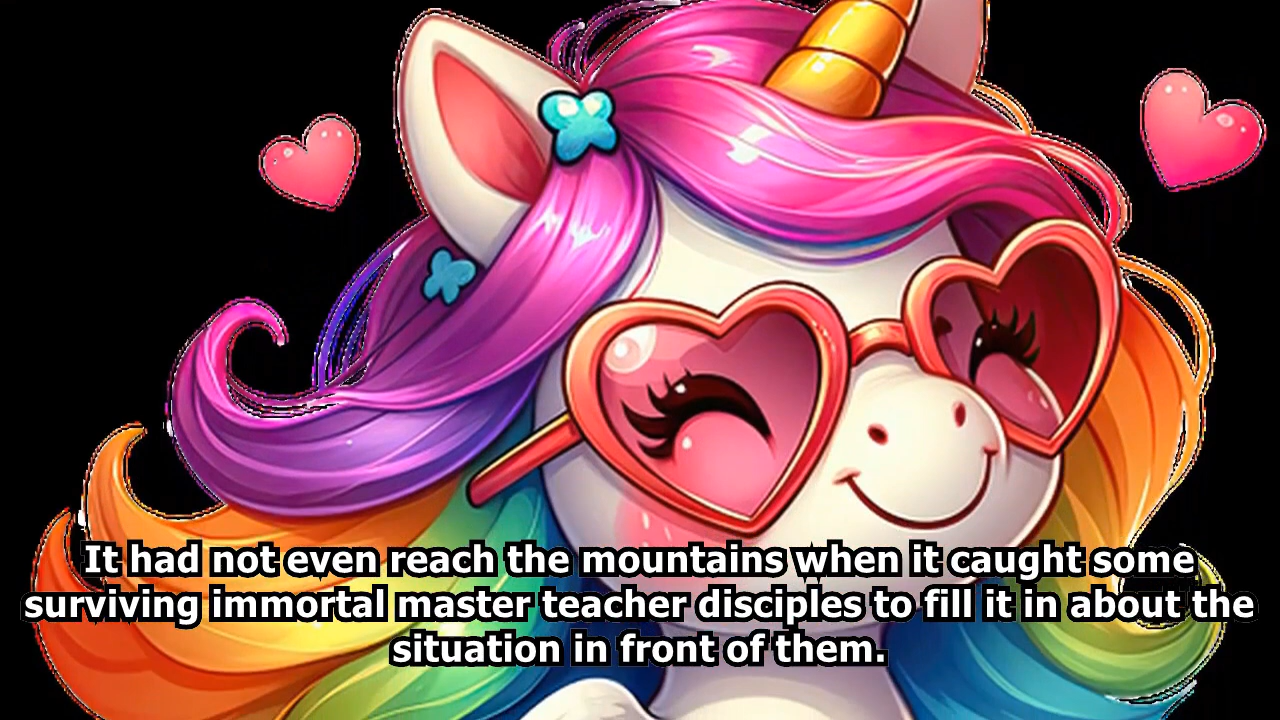 It had not even reach the mountains when it caught some
surviving immortal master teacher disciples to fill it in about the
situation in front of them.